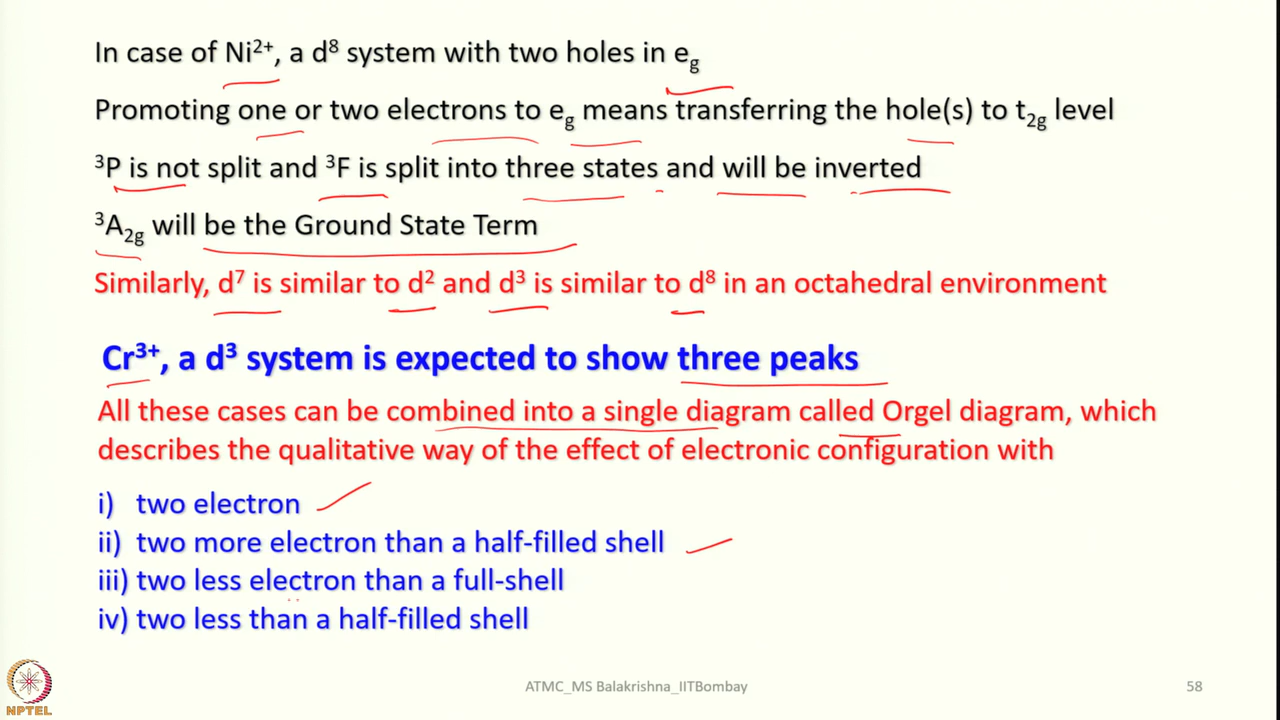 In case of Ni²⁺, a d⁸ system with two holes in e_g
Promoting one or two electrons to e_g means transferring the hole(s) to t₂g level
³P is not split and ³F is split into three states and will be inverted
³A₂g will be the Ground State Term
Similarly, d⁷ is similar to d² and d³ is similar to d⁸ in an octahedral environment
Cr³⁺, a d³ system is expected to show three peaks
All these cases can be combined into a single diagram called Orgel diagram, which
describes the qualitative way of the effect of electronic configuration with
i) two electron
ii) two more electron than a half-filled shell
iii) two less electron than a full-shell
iv) two less than a half-filled shell
NPTEL
ATMC_MS Balakrishna_IITBombay
58